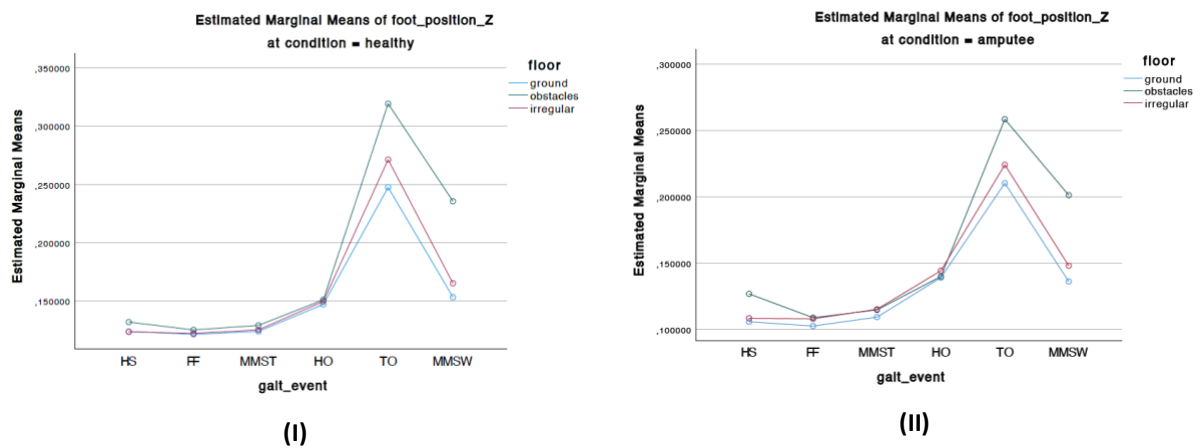 Estimated Marginal Means of foot_position_Z
at condition = healthy
floor
ground
obstacles
irregular
Estimated Marginal Means
,350000
,300000
,250000
,200000
,150000
HS FF MMST HO TO MMSW
gait_event
(I)
Estimated Marginal Means of foot_position_Z
at condition = amputee
floor
ground
obstacles
irregular
Estimated Marginal Means
,300000
,250000
,200000
,150000
,100000
HS FF MMST HO TO MMSW
gait_event
(II)